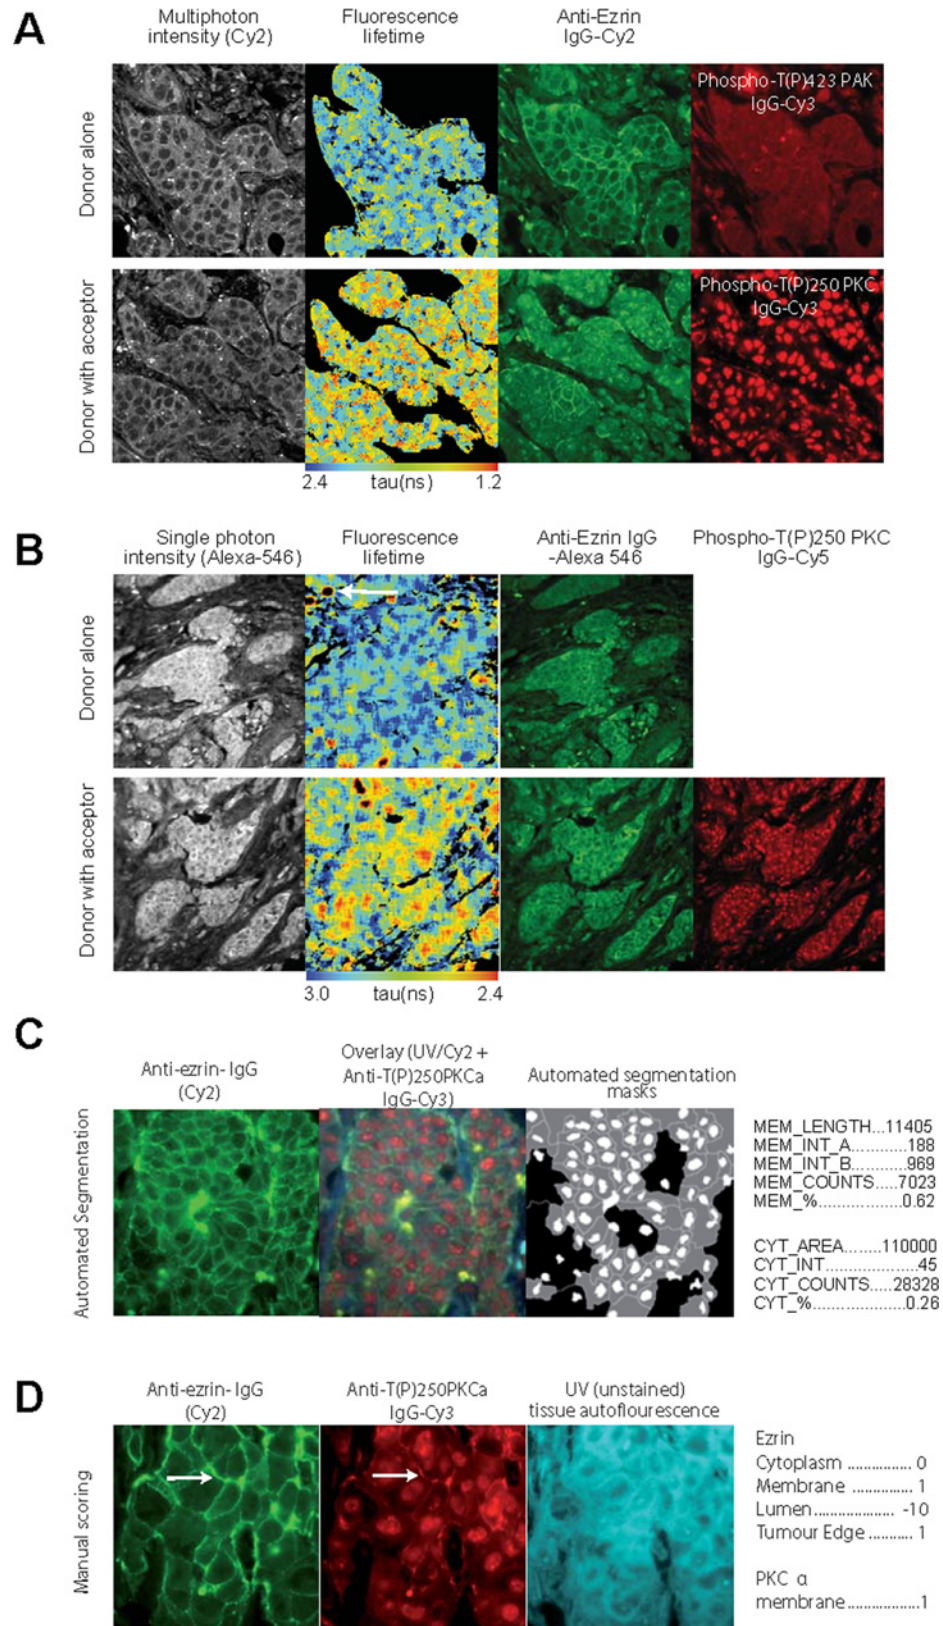 A
Multiphoton
intensity (Cy2)
Fluorescence
lifetime
Anti-Ezrin
IgG-Cy2
Donor alone
Phospho-T(P)423 PAK
IgG-Cy3
Donor with acceptor
Phospho-T(P)250 PKC
IgG-Cy3
2.4 tau(ns) 1.2
B
Single photon
intensity (Alexa-546)
Fluorescence
lifetime
Anti-Ezrin IgG
-Alexa 546
Phospho-T(P)250 PKC
IgG-Cy5
Donor alone
Donor with acceptor
3.0 tau(ns) 2.4
C
Anti-ezrin- IgG
(Cy2)
Overlay (UV/Cy2 +
Anti-T(P)250PKCa
IgG-Cy3)
Automated segmentation
masks
Automated Segmentation
MEM_LENGTH...11405
MEM_INT_A............188
MEM_INT_B............969
MEM_COUNTS....7023
MEM_%................0.62
CYT_AREA........110000
CYT_INT....................45
CYT_COUNTS.....28328
CYT_%...................0.26
D
Anti-ezrin- IgG
(Cy2)
Anti-T(P)250PKCa
IgG-Cy3
UV (unstained)
tissue autoflourescence
Manual scoring
Ezrin
Cytoplasm ............... 0
Membrane .............. 1
Lumen................... -10
Tumour Edge .......... 1
PKC α
membrane.................1